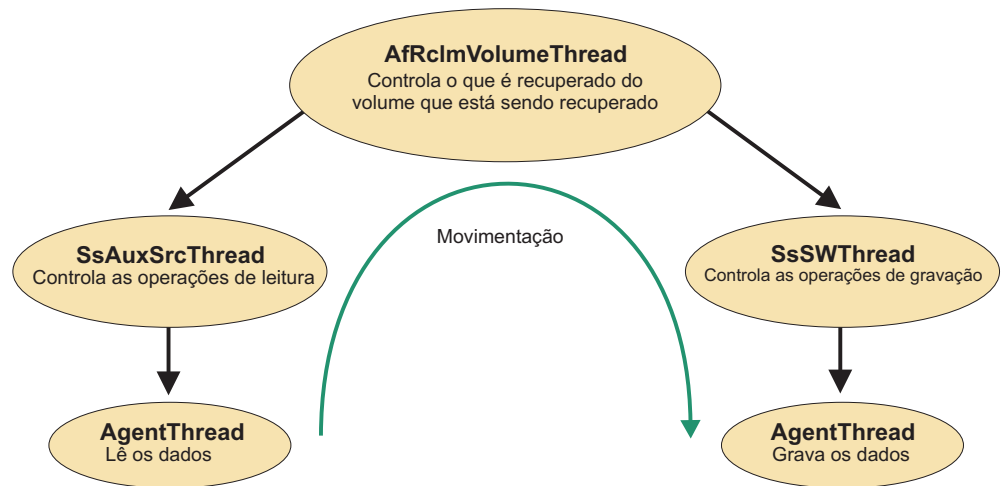 AfRclmVolumeThread
Controla o que é recuperado do
volume que está sendo recuperado
Movimentação
SsAuxSrcThread
Controla as operações de leitura
SsSWThread
Controla as operações de gravação
AgentThread
Lê os dados
AgentThread
Grava os dados